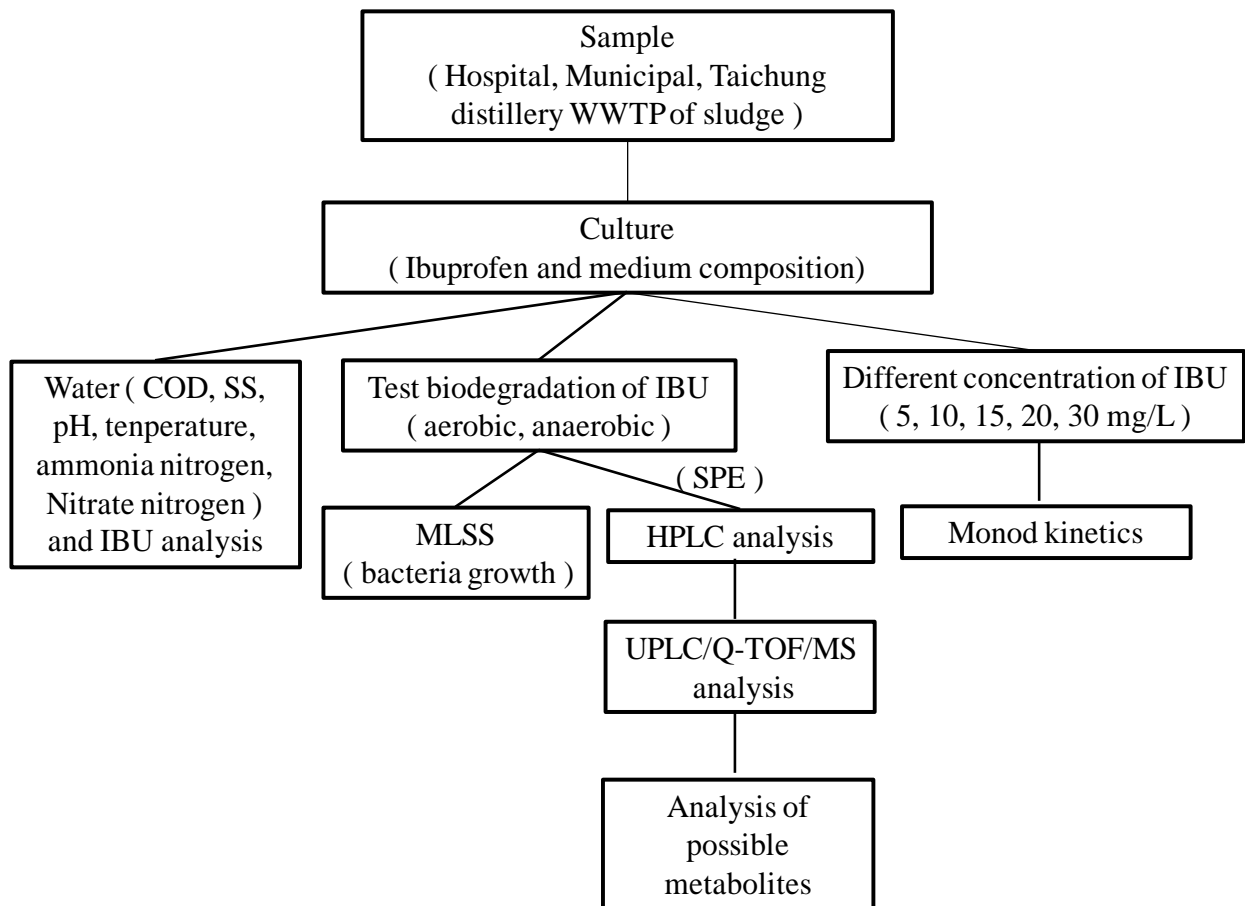 Sample
( Hospital, Municipal, Taichung
distillery WWTP of sludge )
Culture
( Ibuprofen and medium composition)
Water ( COD, SS,
pH, tenperature,
ammonia nitrogen,
Nitrate nitrogen )
and IBU analysis
Test biodegradation of IBU
( aerobic, anaerobic )
Different concentration of IBU
( 5, 10, 15, 20, 30 mg/L )
( SPE )
MLSS
( bacteria growth )
HPLC analysis
Monod kinetics
UPLC/Q-TOF/MS
analysis
Analysis of
possible
metabolites